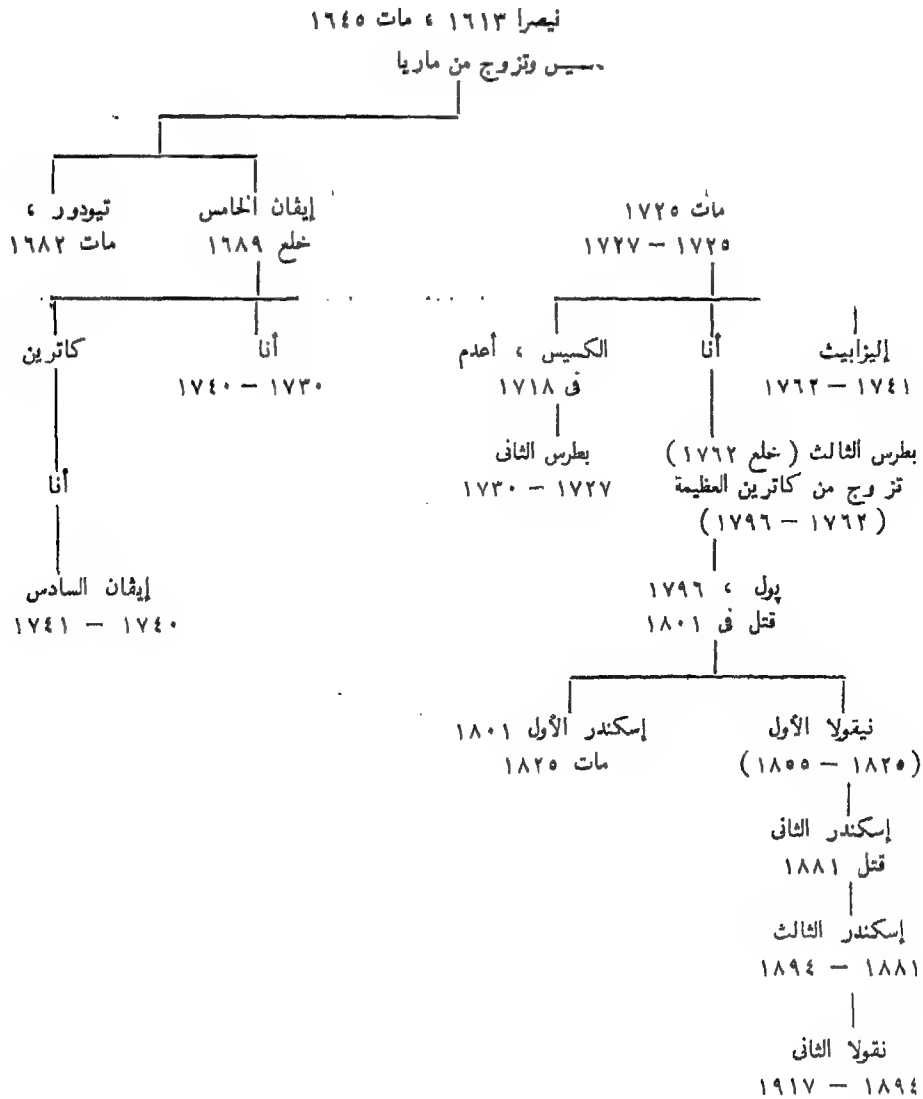 ١٦١٣ ، مات ١٦٤٥
وتزوج من ماريا
مات ١٧٢٥
١٧٢٥ — ١٧٢٧
إيڤان الخامس
خلع ١٦٨٩
تيودور ،
مات ١٦٨٢
إليزابيث
١٧٤١ — ١٧٦٢
أنا
الكسيس ، أعدم
فى ١٧١٨
أنا
١٧٣٠ — ١٧٤٠
كاترين
بطرس الثالث ( خلع ١٧٦٢ )
تزوج من كاترين العظيمة
( ١٧٦٢ — ١٧٩٦ )
بطرس الثانى
١٧٢٧ — ١٧٣٠
أنا
پول ، ١٧٩٦
قتل فى ١٨٠١
إيڤان السادس
١٧٤٠ — ١٧٤١
نيقولا الأول
( ١٨٢٥ — ١٨٥٥ )
إسكندر الأول ١٨٠١
مات ١٨٢٥
إسكندر الثانى
قتل ١٨٨١
إسكندر الثالث
١٨٨١ — ١٨٩٤
نقولا الثانى
١٨٩٤ — ١٩١٧